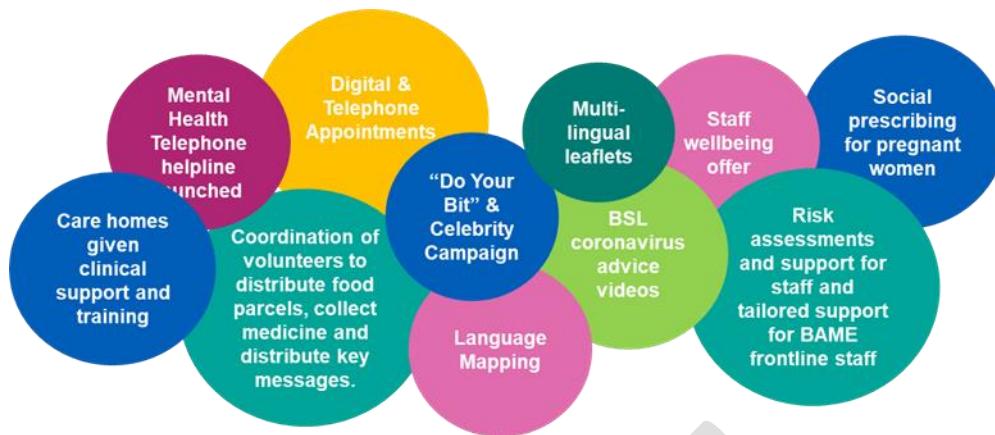 Mental
Health
Telephone
helpline
unched
Digital &
Telephone
Appointments
Multi-
lingual
leaflets
Staff
wellbeing
offer
Social
prescribing
for pregnant
women
Care homes
given
clinical
support and
training
Coordination of
volunteers to
distribute food
parcels, collect
medicine and
distribute key
messages.
“Do Your
Bit” &
Celebrity
Campaign
Language
Mapping
BSL
coronavirus
advice
videos
Risk
assessments
and support for
staff and
tailored support
for BAME
frontline staff